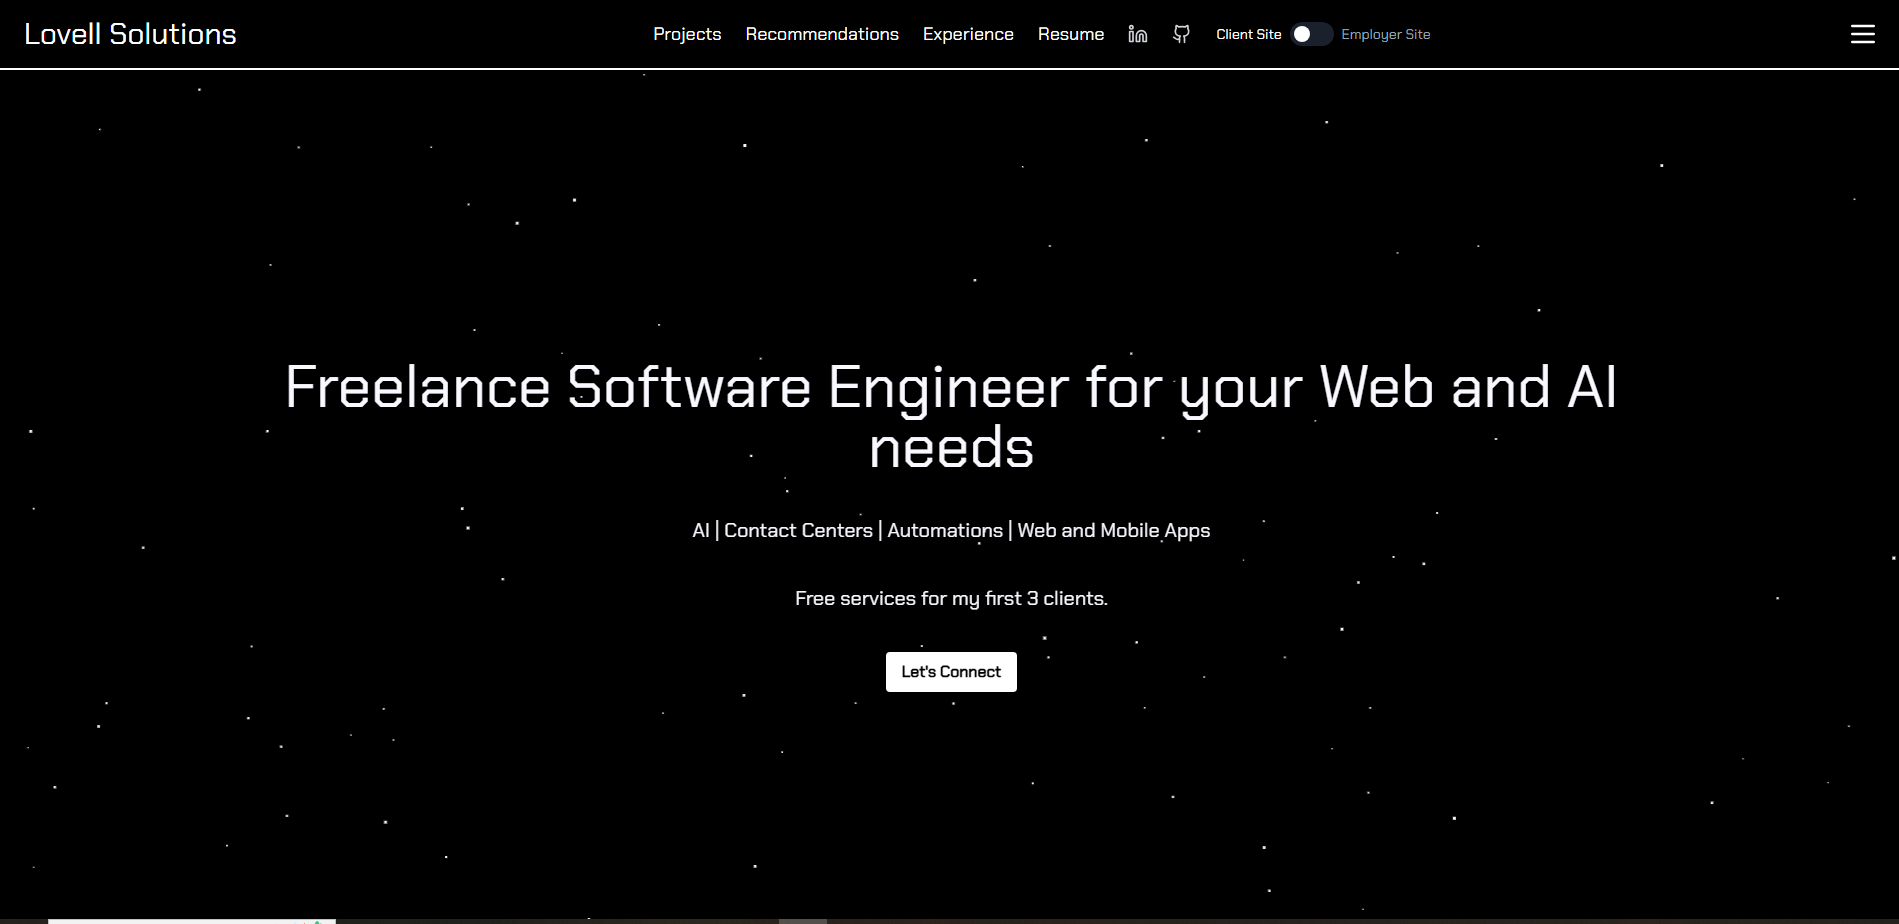 Lovell Solutions
Projects Recommendations Experience Resume in Client Site Employer Site
Freelance Software Engineer for your Web and AI
needs
AI | Contact Centers | Automations | Web and Mobile Apps
Free services for my first 3 clients.
Let's Connect